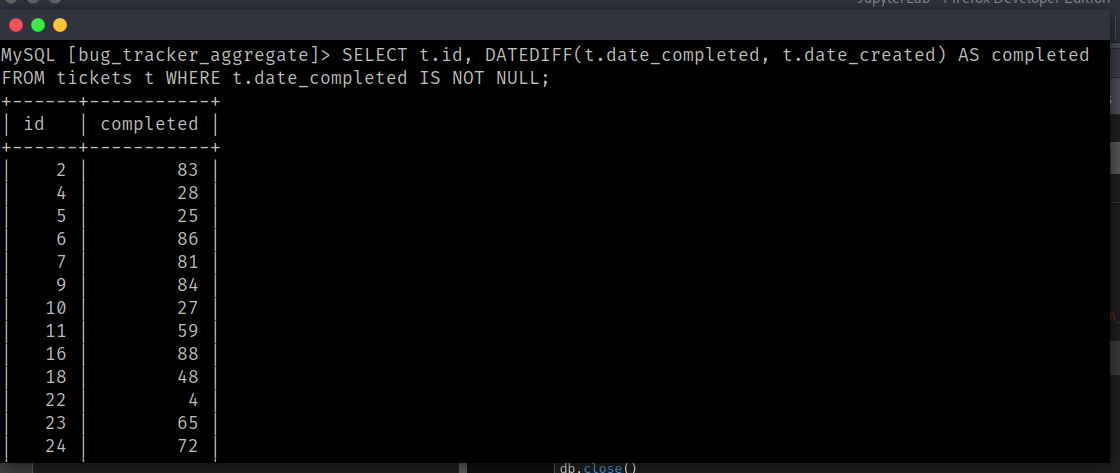 JupyterLab - Firefox Developer Edition
MySQL [bug_tracker_aggregate]> SELECT t.id, DATEDIFF(t.date_completed, t.date_created) AS completed
FROM tickets t WHERE t.date_completed IS NOT NULL;
+------+-----------+
| id   | completed |
+------+-----------+
|    2 |        83 |
|    4 |        28 |
|    5 |        25 |
|    6 |        86 |
|    7 |        81 |
|    9 |        84 |
|   10 |        27 |
|   11 |        59 |
|   16 |        88 |
|   18 |        48 |
|   22 |         4 |
|   23 |        65 |
|   24 |        72 |
db.close()